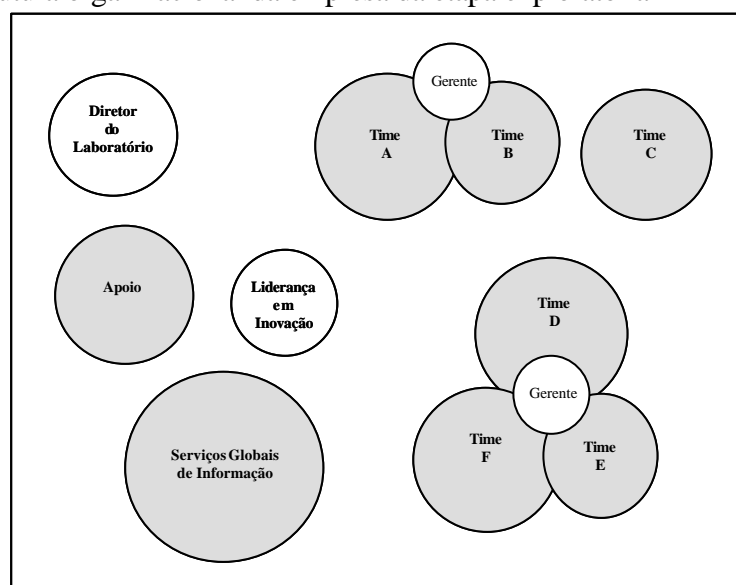 Diretor
do
Laboratório
Gerente
Time
A
Time
B
Time
C
Apoio
Liderança
em
Inovação
Time
D
Gerente
Time
F
Time
E
Serviços Globais
de Informação